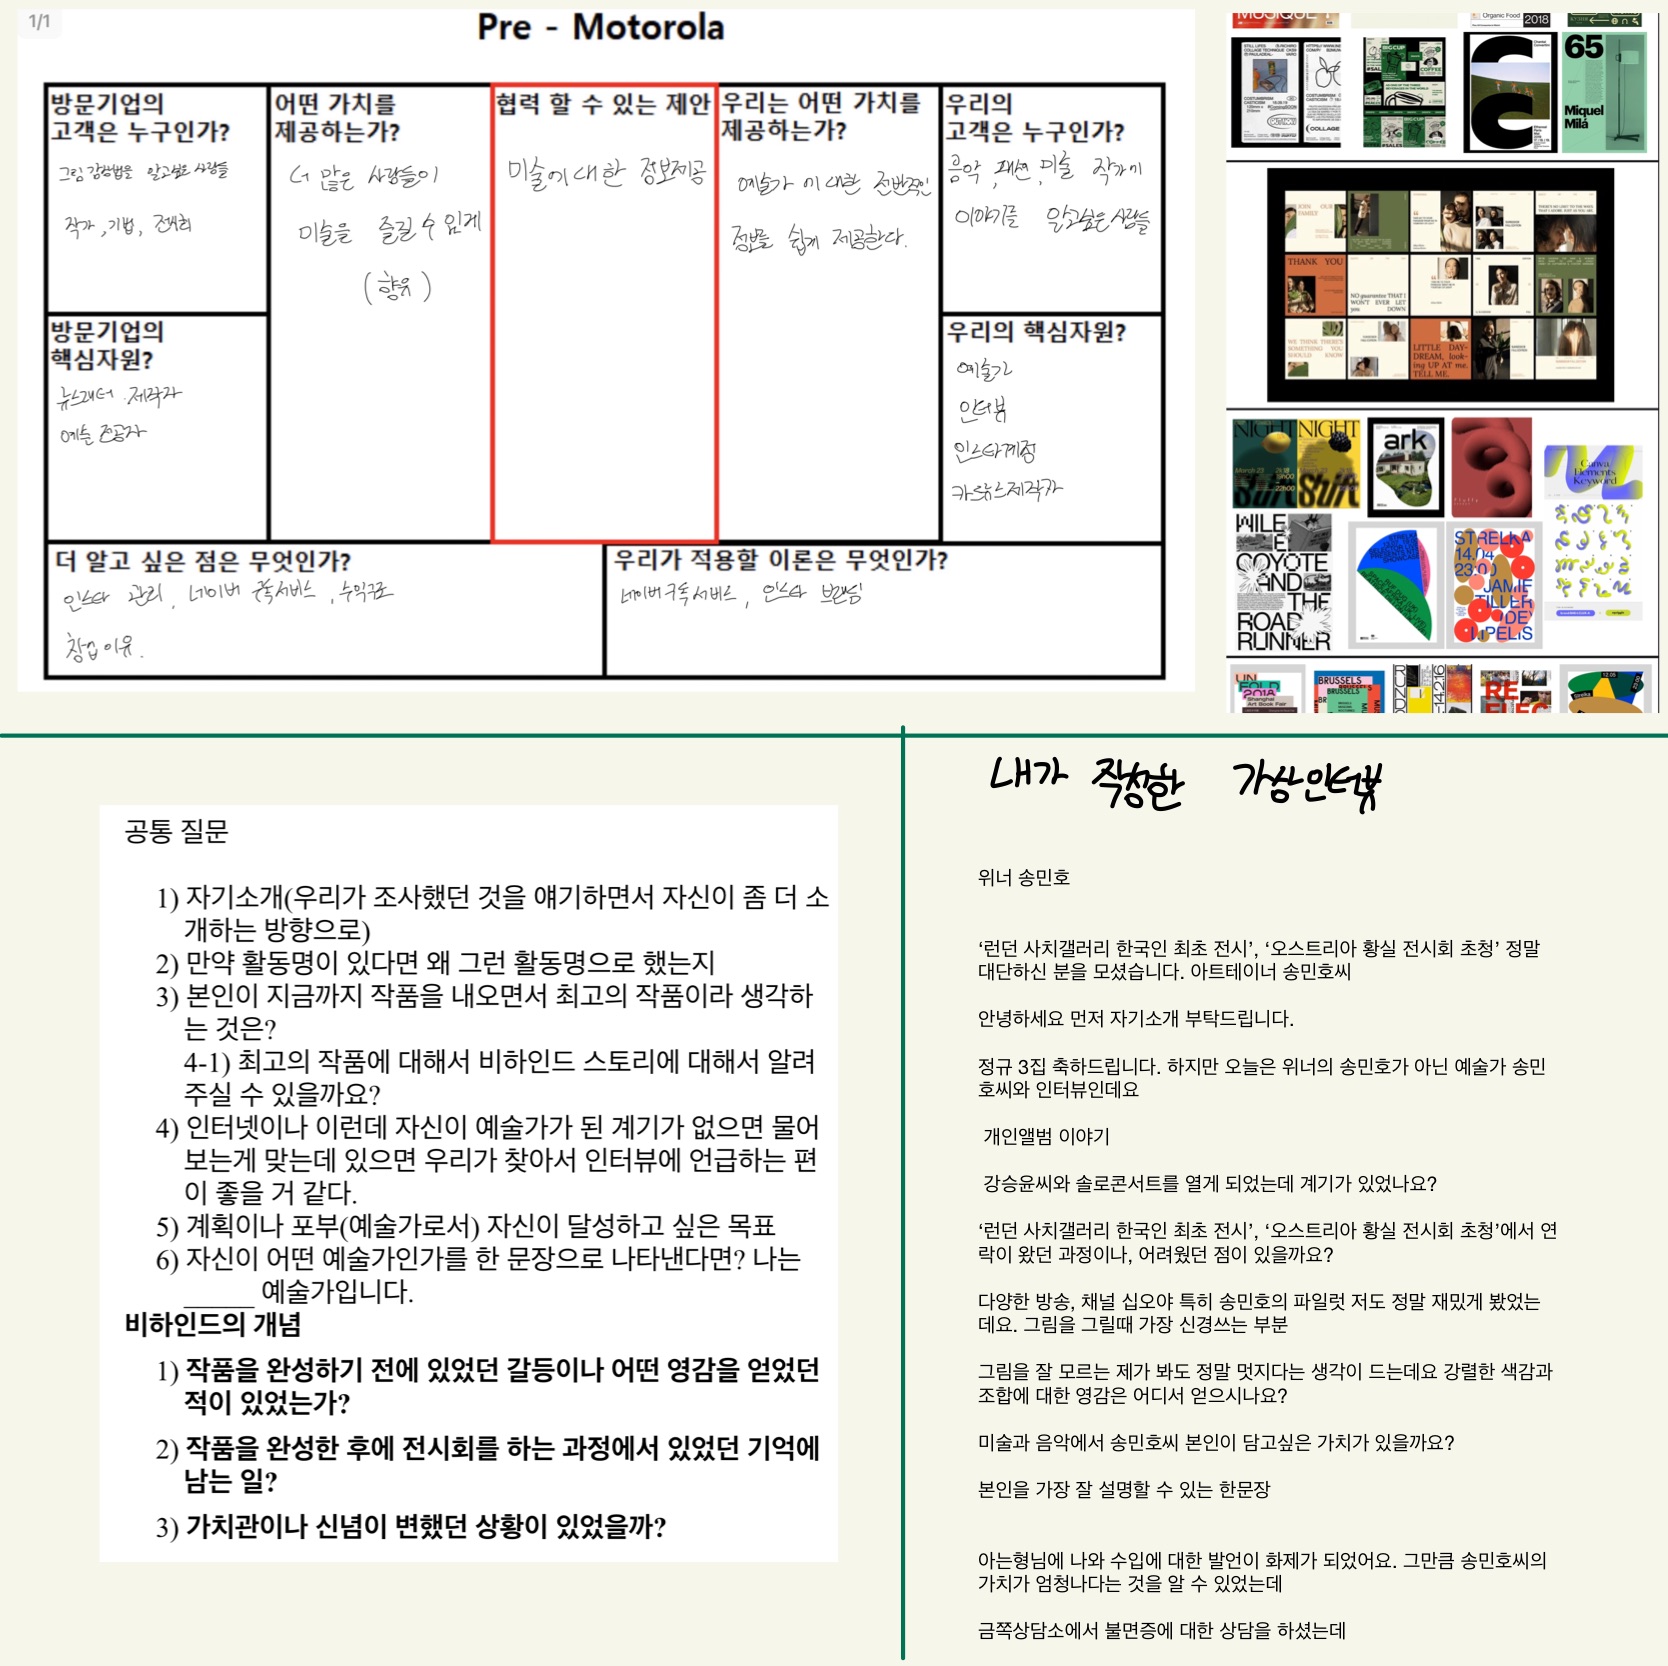 1/1
Pre - Motorola
방문기업의
고객은 누구인가?
그림 감상법을 알고싶은 사람들
작가, 기법, 전시회
어떤 가치를
제공하는가?
더 많은 사람들이
미술을 즐길 수 있게
(향유)
협력 할 수 있는 제안
미술에 대한 정보제공
우리는 어떤 가치를
제공하는가?
예술가에 대한 전반적인
정보를 쉽게 제공한다.
우리의
고객은 누구인가?
음악, 패션, 미술 작가에
이야기를 알고싶은사람들
방문기업의
핵심자원?
뉴스레터 제작자
예술 전공자
우리의 핵심자원?
예술가
인터뷰
인스타계정
카드뉴스제작자
더 알고 싶은 점은 무엇인가?
인스타 관리, 네이버 구독서비스, 수익구조
창업이유.
우리가 적용할 이론은 무엇인가?
네이버구독서비스, 인스타 브랜딩
Organic Food
2018
COLLAGE
65
Miquel
Milá
THANK YOU
NO guarantee THAT I
WON'T EVER LET
you DOWN
WE THINK THERE'S
SOMETHING YOU
SHOULD KNOW
LITTLE DAY-
DREAM, look-
ing UP AT me.
TELL ME.
NIGHT
NIGHT
ark
Canva
Elements
Keyword
WILE
E
COYOTE
AND
THE
ROAD
RUNNER
STRELKA
14.04
23:00
JAMIE
TILLER
UN
FOLD
2018
Shanghai
Art Book Fair
BRUSSELS
BRUSSELS
공통 질문
1) 자기소개(우리가 조사했던 것을 얘기하면서 자신이 좀 더 소
개하는 방향으로)
2) 만약 활동명이 있다면 왜 그런 활동명으로 했는지
3) 본인이 지금까지 작품을 내오면서 최고의 작품이라 생각하
는 것은?
4-1) 최고의 작품에 대해서 비하인드 스토리에 대해서 알려
주실 수 있을까요?
4) 인터넷이나 이런데 자신이 예술가가 된 계기가 없으면 물어
보는게 맞는데 있으면 우리가 찾아서 인터뷰에 언급하는 편
이 좋을 거 같다.
5) 계획이나 포부(예술가로서) 자신이 달성하고 싶은 목표
6) 자신이 어떤 예술가인가를 한 문장으로 나타낸다면? 나는
_____ 예술가입니다.
비하인드의 개념
1) 작품을 완성하기 전에 있었던 갈등이나 어떤 영감을 얻었던
적이 있었는가?
2) 작품을 완성한 후에 전시회를 하는 과정에서 있었던 기억에
남는 일?
3) 가치관이나 신념이 변했던 상황이 있었을까?
내가 작성한 가상인터뷰
위너 송민호
‘런던 사치갤러리 한국인 최초 전시’, ‘오스트리아 황실 전시회 초청’ 정말
대단하신 분을 모셨습니다. 아트테이너 송민호씨
안녕하세요 먼저 자기소개 부탁드립니다.
정규 3집 축하드립니다. 하지만 오늘은 위너의 송민호가 아닌 예술가 송민
호씨와 인터뷰인데요
개인앨범 이야기
강승윤씨와 솔로콘서트를 열게 되었는데 계기가 있었나요?
‘런던 사치갤러리 한국인 최초 전시’, ‘오스트리아 황실 전시회 초청’에서 연
락이 왔던 과정이나, 어려웠던 점이 있을까요?
다양한 방송, 채널 십오야 특히 송민호의 파일럿 저도 정말 재밌게 봤었는
데요. 그림을 그릴때 가장 신경쓰는 부분
그림을 잘 모르는 제가 봐도 정말 멋지다는 생각이 드는데요 강렬한 색감과
조합에 대한 영감은 어디서 얻으시나요?
미술과 음악에서 송민호씨 본인이 담고싶은 가치가 있을까요?
본인을 가장 잘 설명할 수 있는 한문장
아는형님에 나와 수입에 대한 발언이 화제가 되었어요. 그만큼 송민호씨의
가치가 엄청나다는 것을 알 수 있었는데
금쪽상담소에서 불면증에 대한 상담을 하셨는데